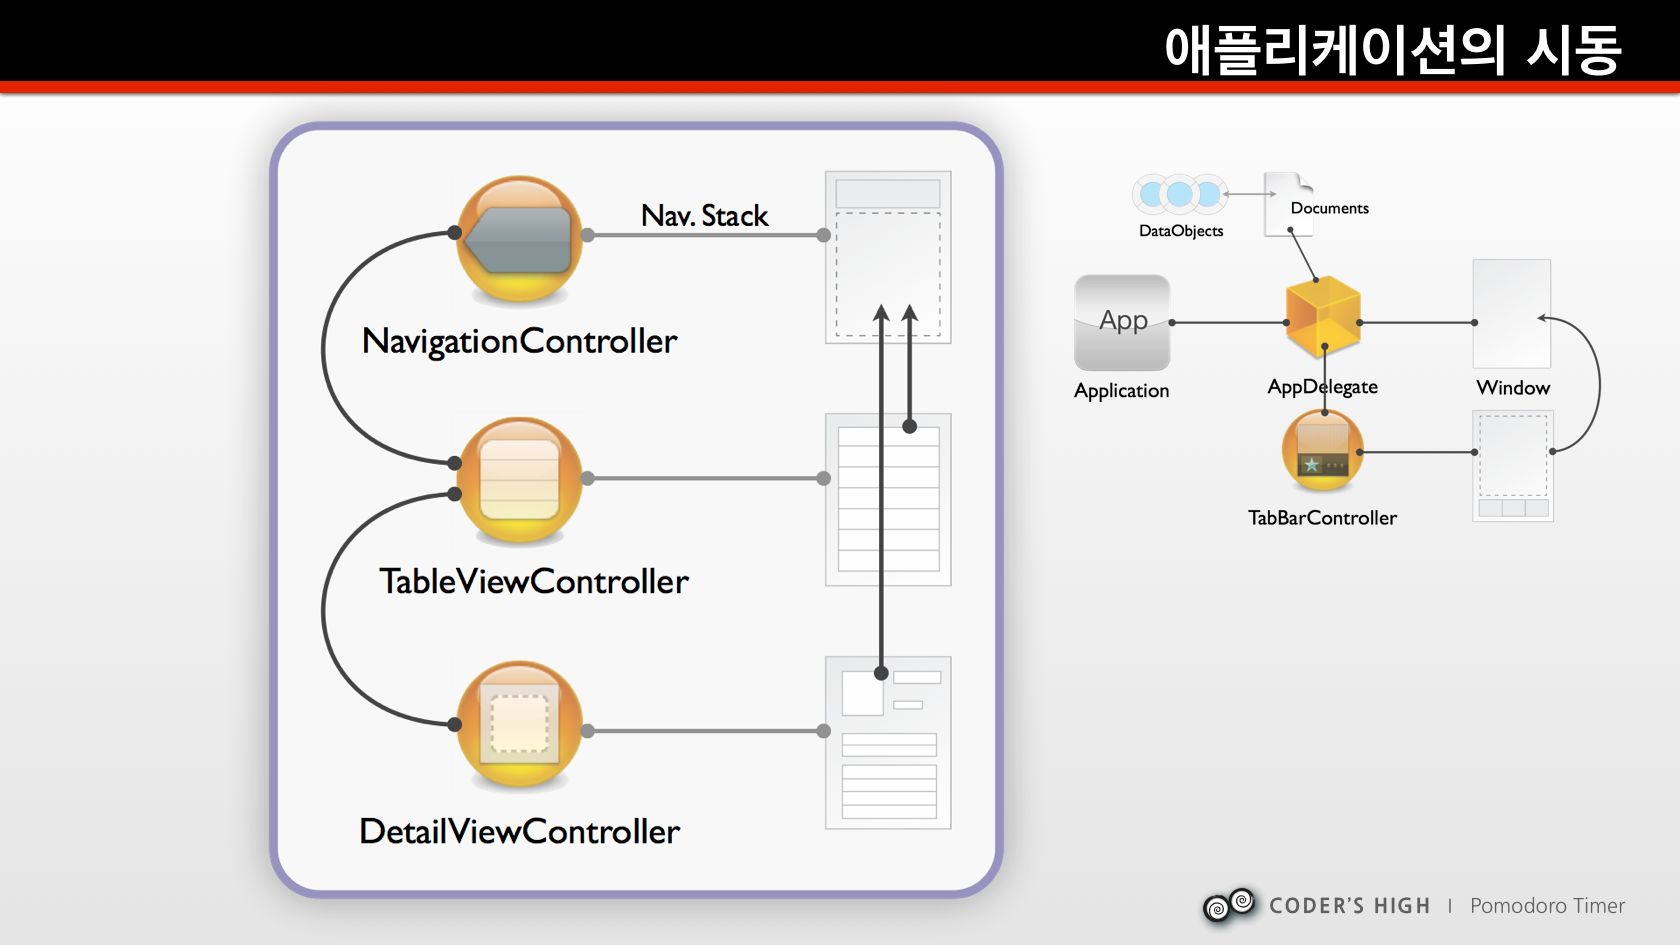 애플리케이션의 시동
Nav. Stack
NavigationController
TableViewController
DetailViewController
DataObjects
Documents
App
Application
AppDelegate
Window
TabBarController
CODER'S HIGH | Pomodoro Timer